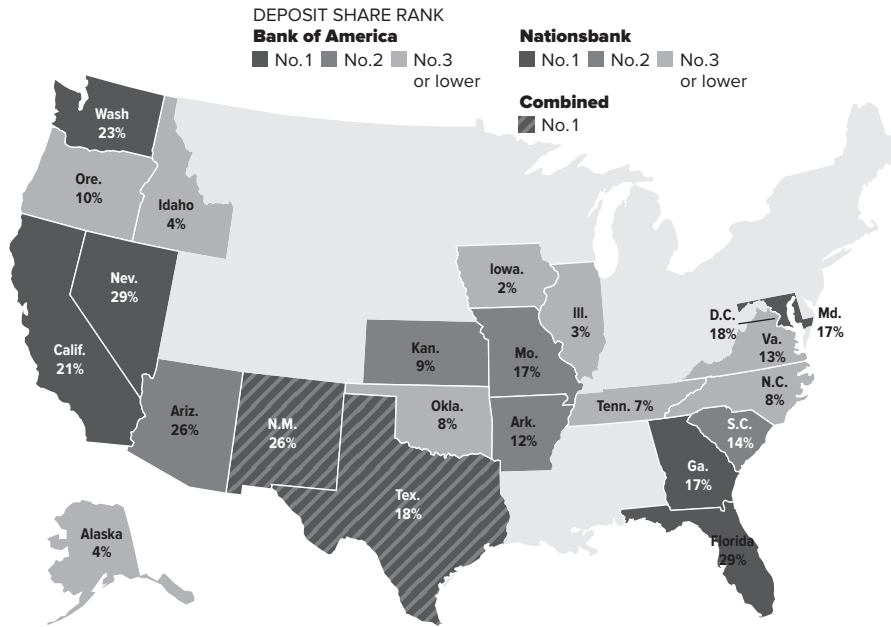 DEPOSIT SHARE RANK
Bank of America
No.1 No.2 No.3
or lower
Nationsbank
No.1 No.2 No.3
or lower
Combined
No.1
Wash
23%
Ore.
10%
Idaho
4%
Nev.
29%
Calif.
21%
Ariz.
26%
N.M.
26%
Tex.
18%
Kan.
9%
Okla.
8%
Iowa.
2%
Mo.
17%
Ark.
12%
Ill.
3%
Tenn. 7%
D.C.
18%
Md.
17%
Va.
13%
N.C.
8%
S.C.
14%
Ga.
17%
Florida
29%
Alaska
4%